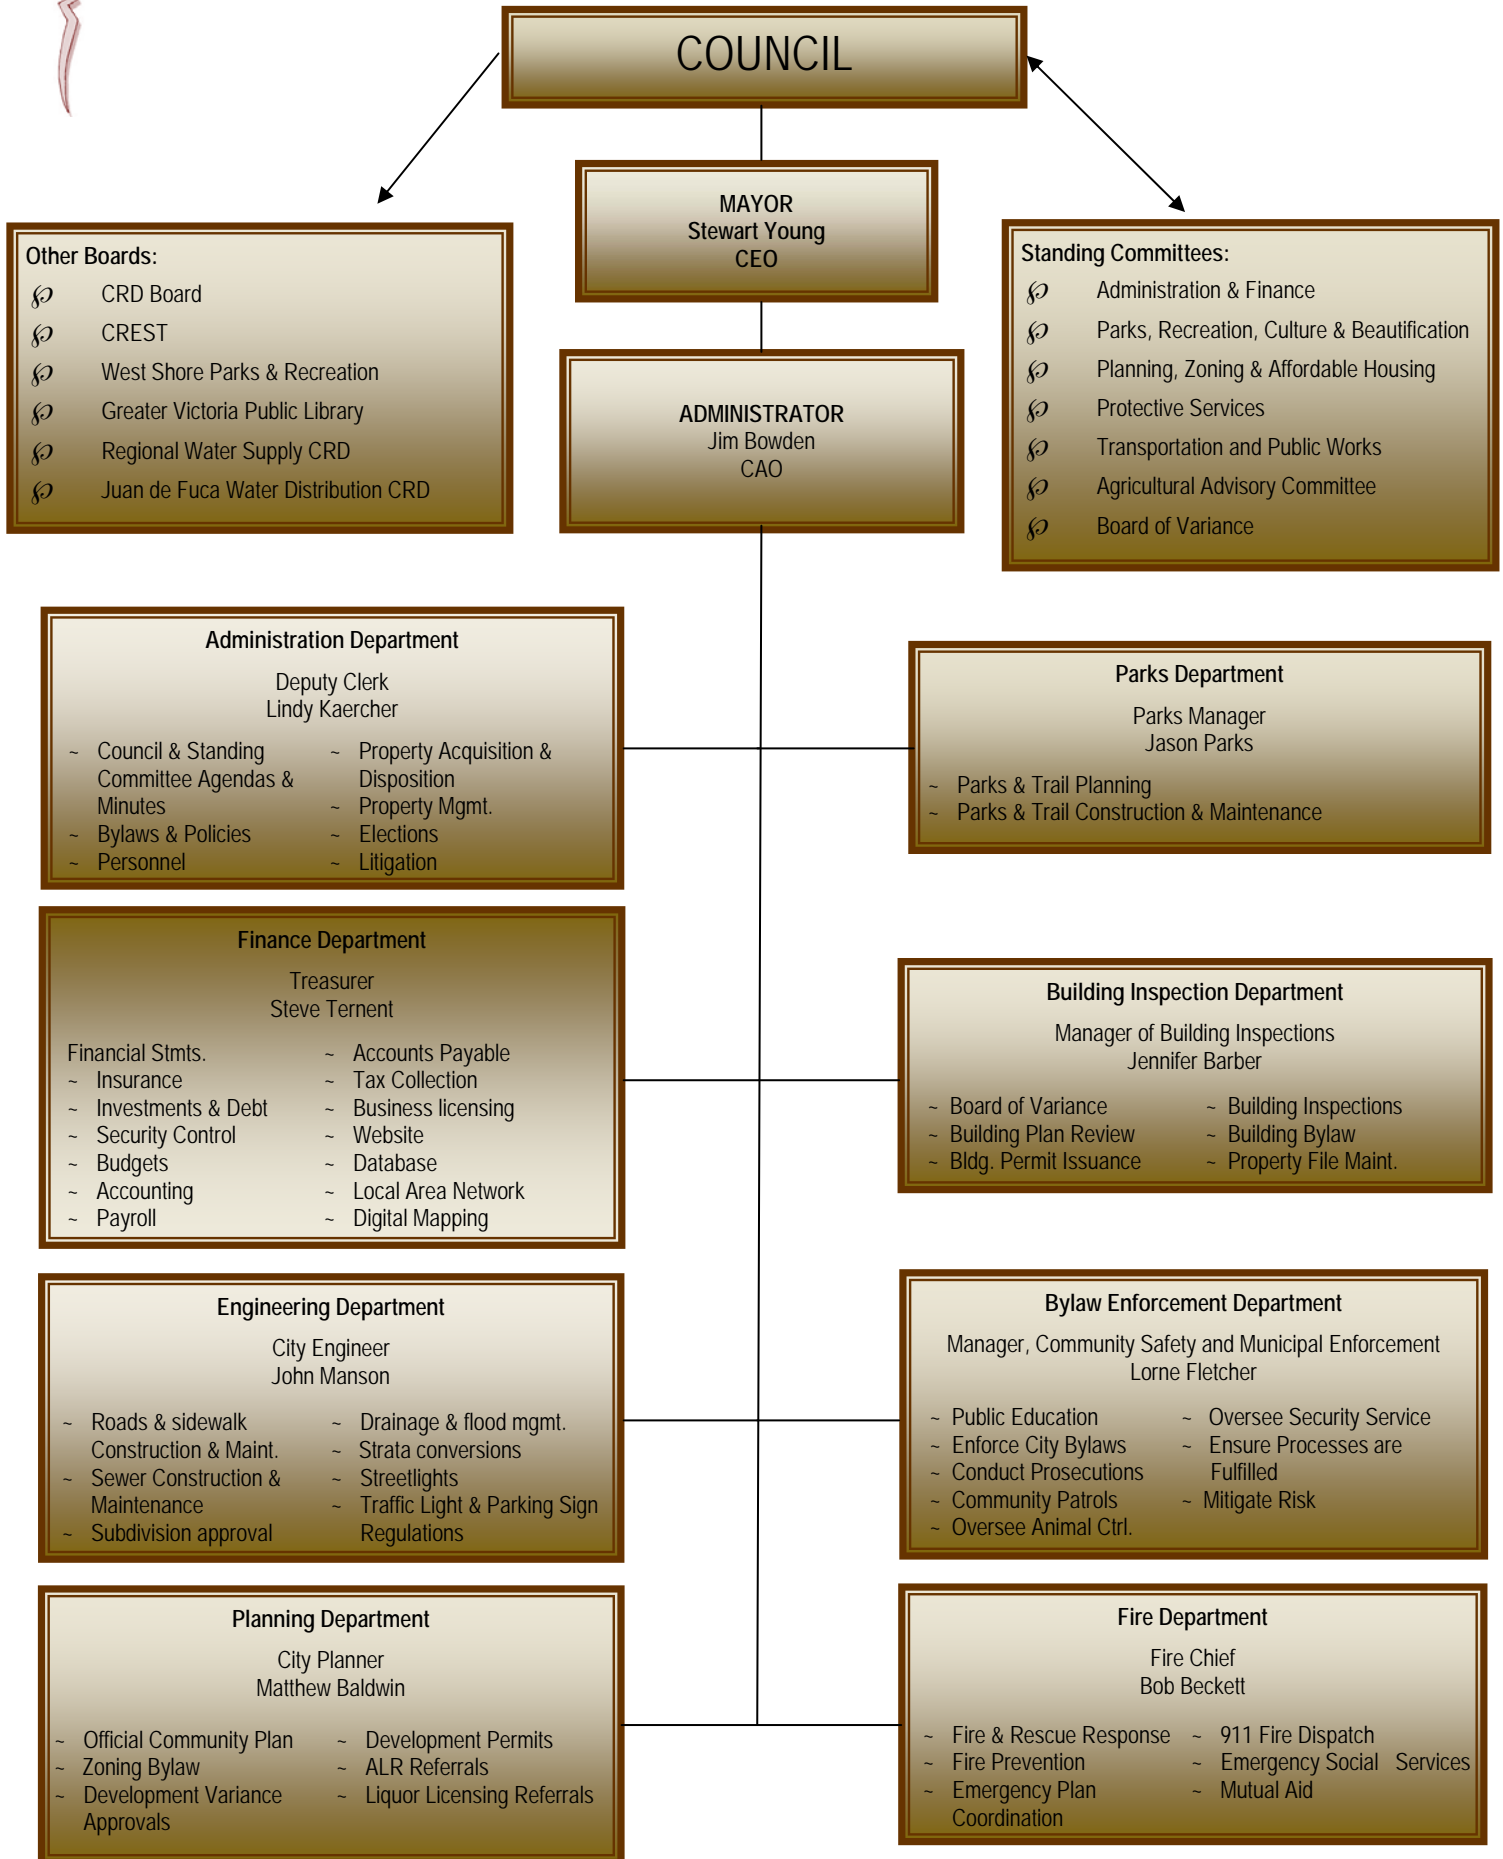 COUNCIL
MAYOR
Stewart Young
CEO
Other Boards:
CRD Board
CREST
West Shore Parks & Recreation
Greater Victoria Public Library
Regional Water Supply CRD
Juan de Fuca Water Distribution CRD
ADMINISTRATOR
Jim Bowden
CAO
Standing Committees:
Administration & Finance
Parks, Recreation, Culture & Beautification
Planning, Zoning & Affordable Housing
Protective Services
Transportation and Public Works
Agricultural Advisory Committee
Board of Variance
Administration Department
Deputy Clerk
Lindy Kaercher
~ Council & Standing
Committee Agendas &
Minutes
~ Bylaws & Policies
~ Personnel
~ Property Acquisition &
Disposition
~ Property Mgmt.
~ Elections
~ Litigation
Parks Department
Parks Manager
Jason Parks
~ Parks & Trail Planning
~ Parks & Trail Construction & Maintenance
Finance Department
Treasurer
Steve Ternent
Financial Stmts.
~ Insurance
~ Investments & Debt
~ Security Control
~ Budgets
~ Accounting
~ Payroll
~ Accounts Payable
~ Tax Collection
~ Business licensing
~ Website
~ Database
~ Local Area Network
~ Digital Mapping
Building Inspection Department
Manager of Building Inspections
Jennifer Barber
~ Board of Variance
~ Building Plan Review
~ Bldg. Permit Issuance
~ Building Inspections
~ Building Bylaw
~ Property File Maint.
Engineering Department
City Engineer
John Manson
~ Roads & sidewalk
Construction & Maint.
~ Sewer Construction &
Maintenance
~ Subdivision approval
~ Drainage & flood mgmt.
~ Strata conversions
~ Streetlights
~ Traffic Light & Parking Sign
Regulations
Bylaw Enforcement Department
Manager, Community Safety and Municipal Enforcement
Lorne Fletcher
~ Public Education
~ Enforce City Bylaws
~ Conduct Prosecutions
~ Community Patrols
~ Oversee Animal Ctrl.
~ Oversee Security Service
~ Ensure Processes are
Fulfilled
~ Mitigate Risk
Planning Department
City Planner
Matthew Baldwin
~ Official Community Plan
~ Zoning Bylaw
~ Development Variance
Approvals
~ Development Permits
~ ALR Referrals
~ Liquor Licensing Referrals
Fire Department
Fire Chief
Bob Beckett
~ Fire & Rescue Response
~ Fire Prevention
~ Emergency Plan
Coordination
~ 911 Fire Dispatch
~ Emergency Social Services
~ Mutual Aid